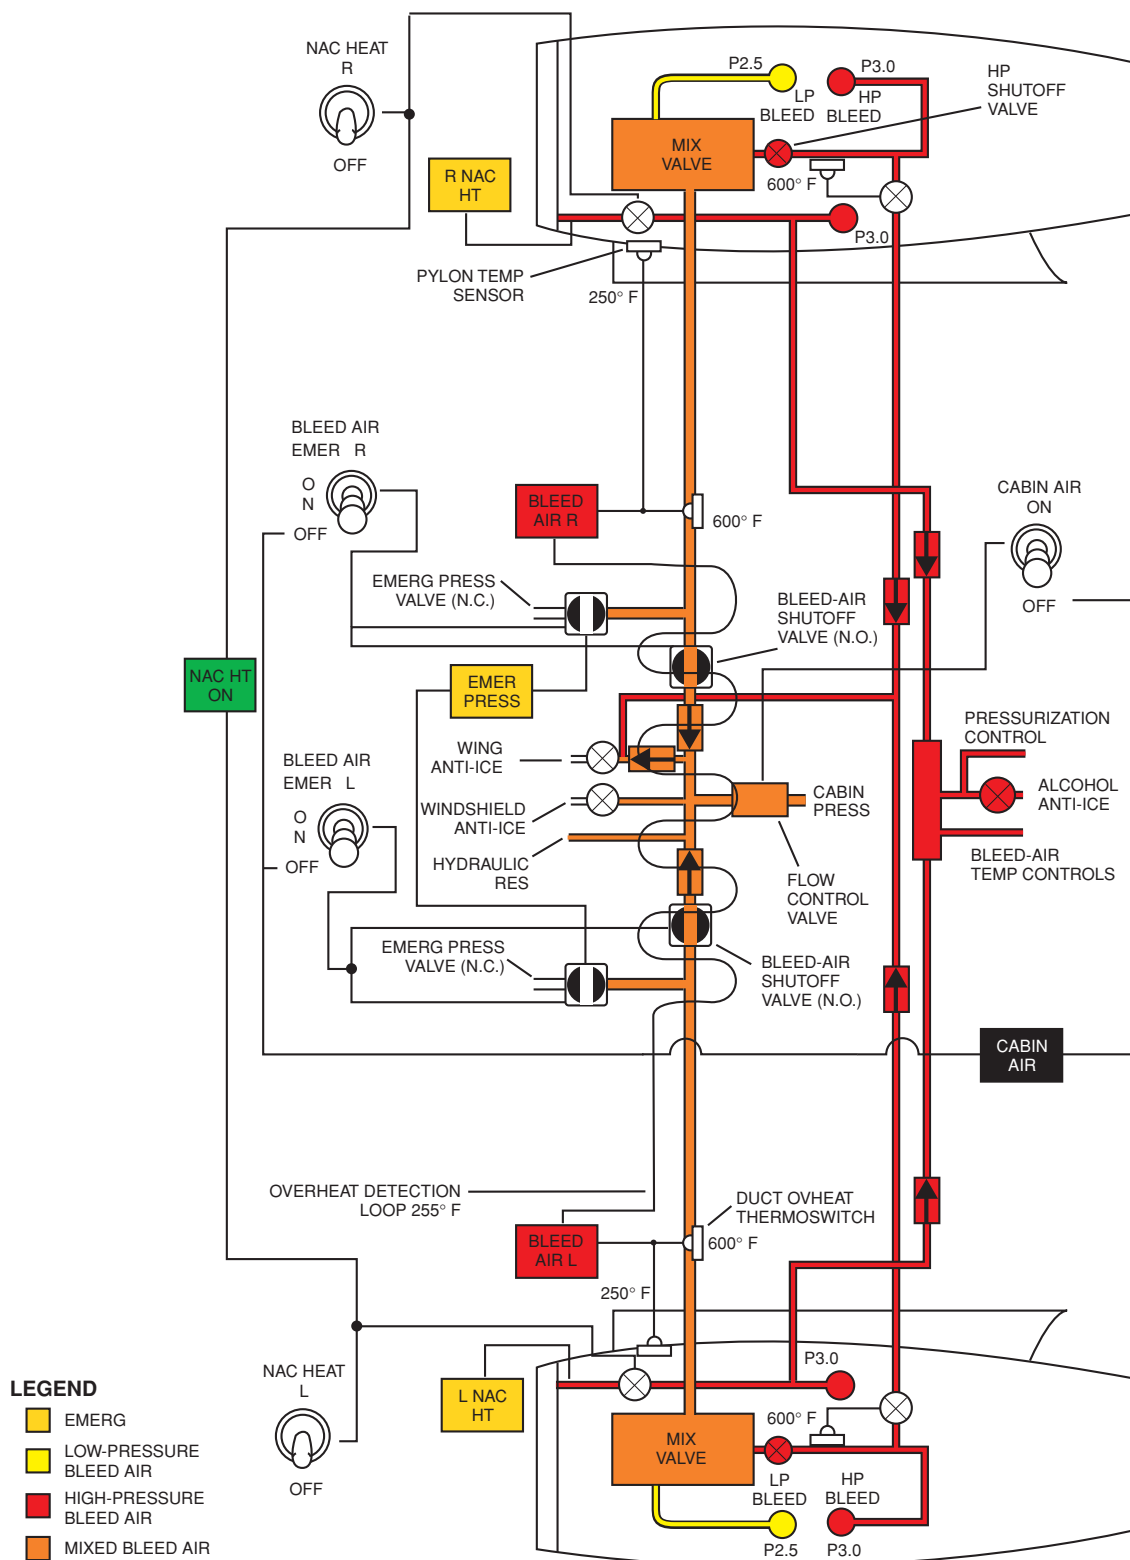 NAC HEAT
R
OFF
P2.5
P3.0
LP
BLEED
HP
BLEED
HP
SHUTOFF
VALVE
MIX
VALVE
R NAC
HT
600° F
P3.0
PYLON TEMP
SENSOR
250° F
BLEED AIR
EMER R
O
N
OFF
BLEED
AIR R
600° F
CABIN AIR
ON
OFF
EMERG PRESS
VALVE (N.C.)
BLEED-AIR
SHUTOFF
VALVE (N.O.)
NAC HT
ON
EMER
PRESS
WING
ANTI-ICE
PRESSURIZATION
CONTROL
BLEED AIR
EMER L
O
N
OFF
WINDSHIELD
ANTI-ICE
CABIN
PRESS
ALCOHOL
ANTI-ICE
HYDRAULIC
RES
FLOW
CONTROL
VALVE
BLEED-AIR
TEMP CONTROLS
EMERG PRESS
VALVE (N.C.)
BLEED-AIR
SHUTOFF
VALVE (N.O.)
CABIN
AIR
OVERHEAT DETECTION
LOOP 255° F
DUCT OVHEAT
THERMOSWITCH
BLEED
AIR L
600° F
250° F
NAC HEAT
L
OFF
L NAC
HT
P3.0
600° F
MIX
VALVE
LP
BLEED
HP
BLEED
P2.5
P3.0
LEGEND
EMERG
LOW-PRESSURE
BLEED AIR
HIGH-PRESSURE
BLEED AIR
MIXED BLEED AIR